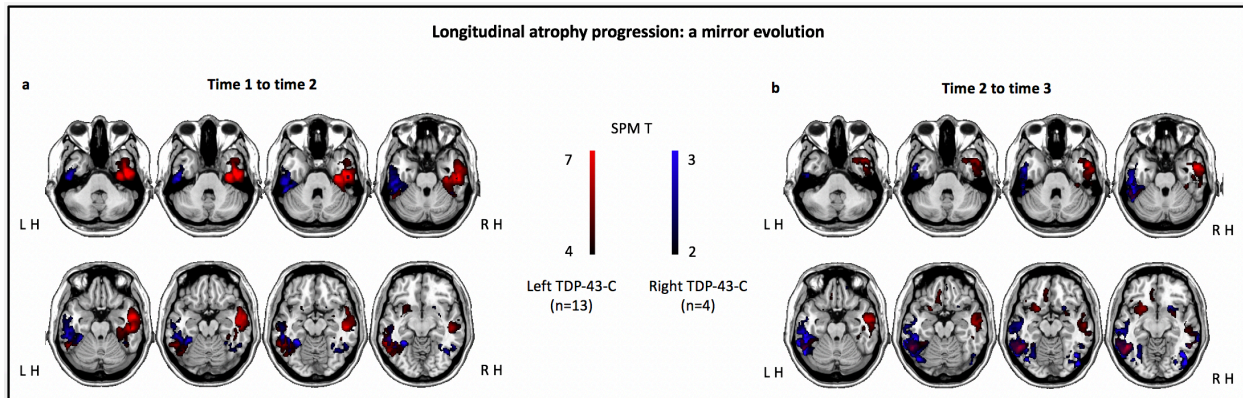 Longitudinal atrophy progression: a mirror evolution
a
Time 1 to time 2
L H
R H
L H
R H
SPM T
7
4
Left TDP-43-C
(n=13)
3
2
Right TDP-43-C
(n=4)
b
Time 2 to time 3
L H
R H
L H
R H